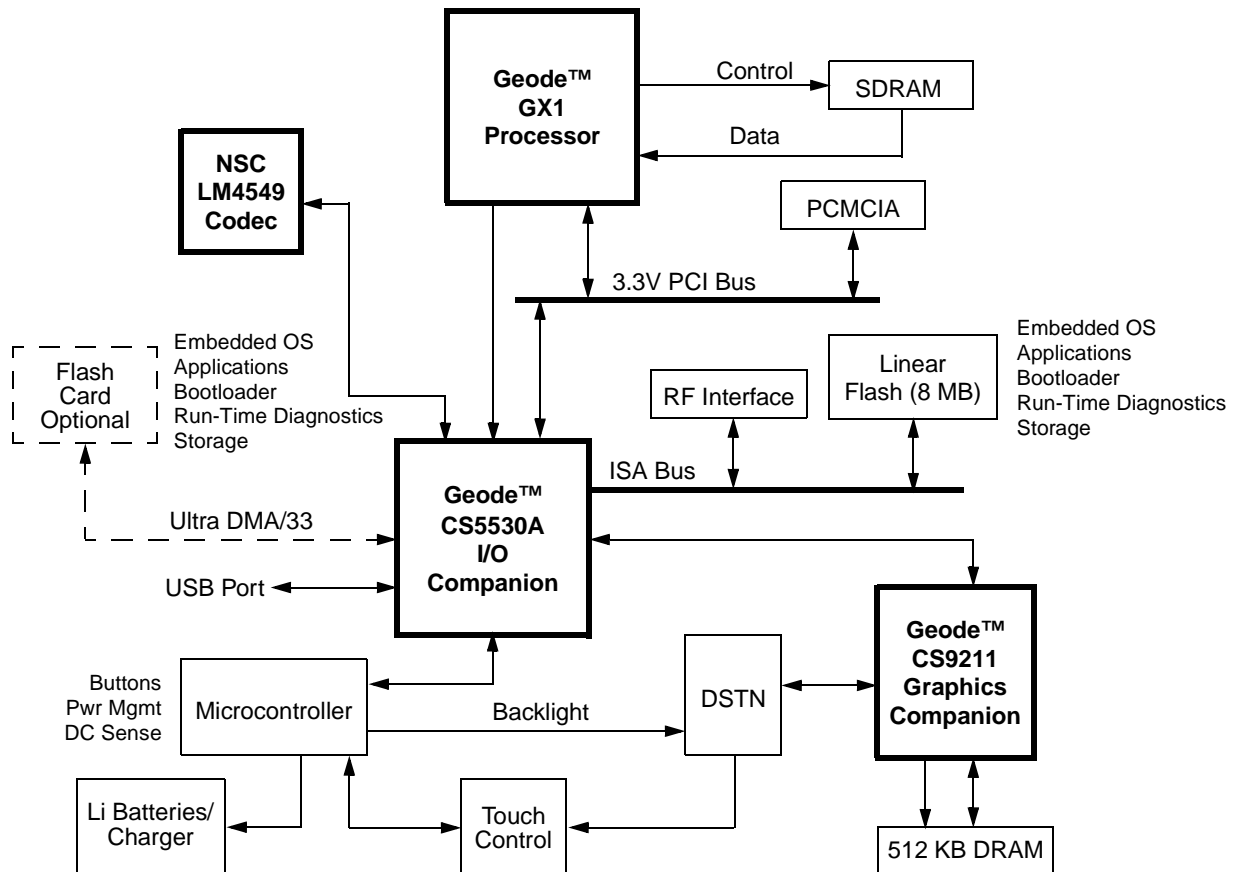 Geode™
GX1
Processor
Control
SDRAM
Data
NSC
LM4549
Codec
PCMCIA
3.3V PCI Bus
Flash
Card
Optional
Embedded OS
Applications
Bootloader
Run-Time Diagnostics
Storage
RF Interface
Linear
Flash (8 MB)
Embedded OS
Applications
Bootloader
Run-Time Diagnostics
Storage
ISA Bus
Geode™
CS5530A
I/O
Companion
Ultra DMA/33
USB Port
Geode™
CS9211
Graphics
Companion
Buttons
Pwr Mgmt
DC Sense
Microcontroller
Backlight
DSTN
Li Batteries/
Charger
Touch
Control
512 KB DRAM